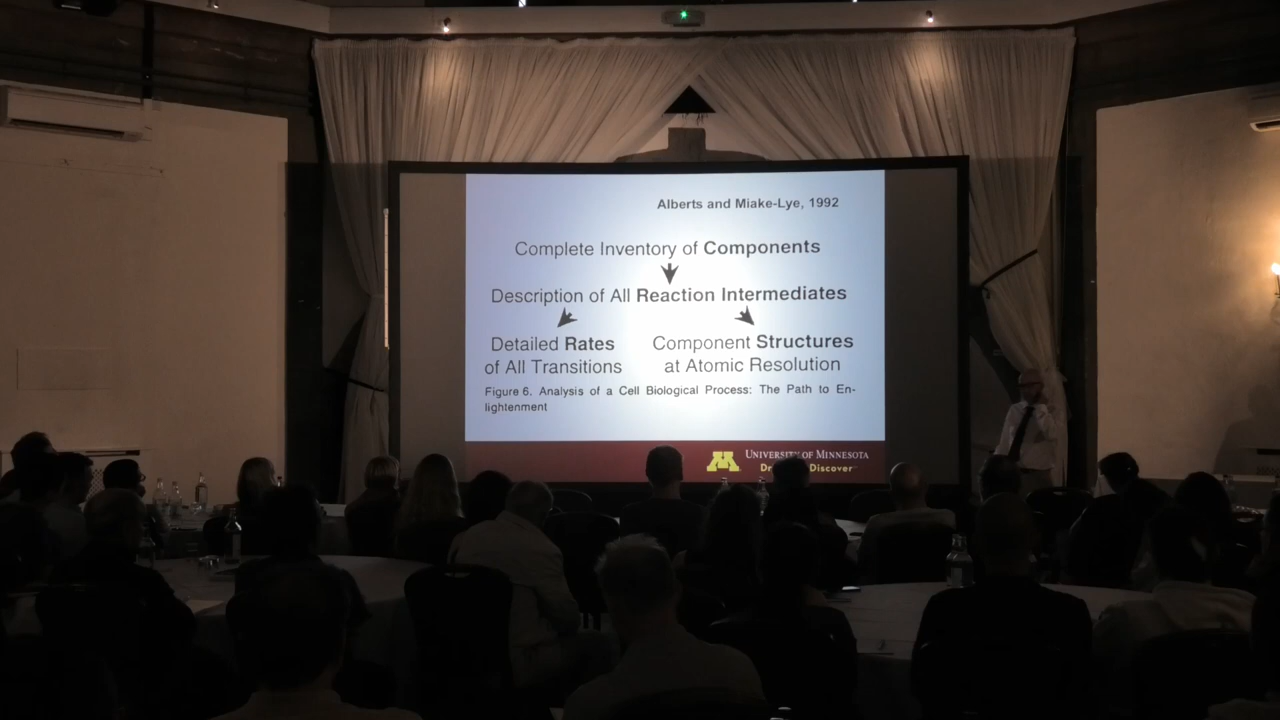 Alberts and Miake-Lye, 1992
Complete Inventory of Components
Description of All Reaction Intermediates
Detailed Rates
of All Transitions
Component Structures
at Atomic Resolution
Figure 6. Analysis of a Cell Biological Process: The Path to En-
lightenment
UNIVERSITY OF MINNESOTA
Discover